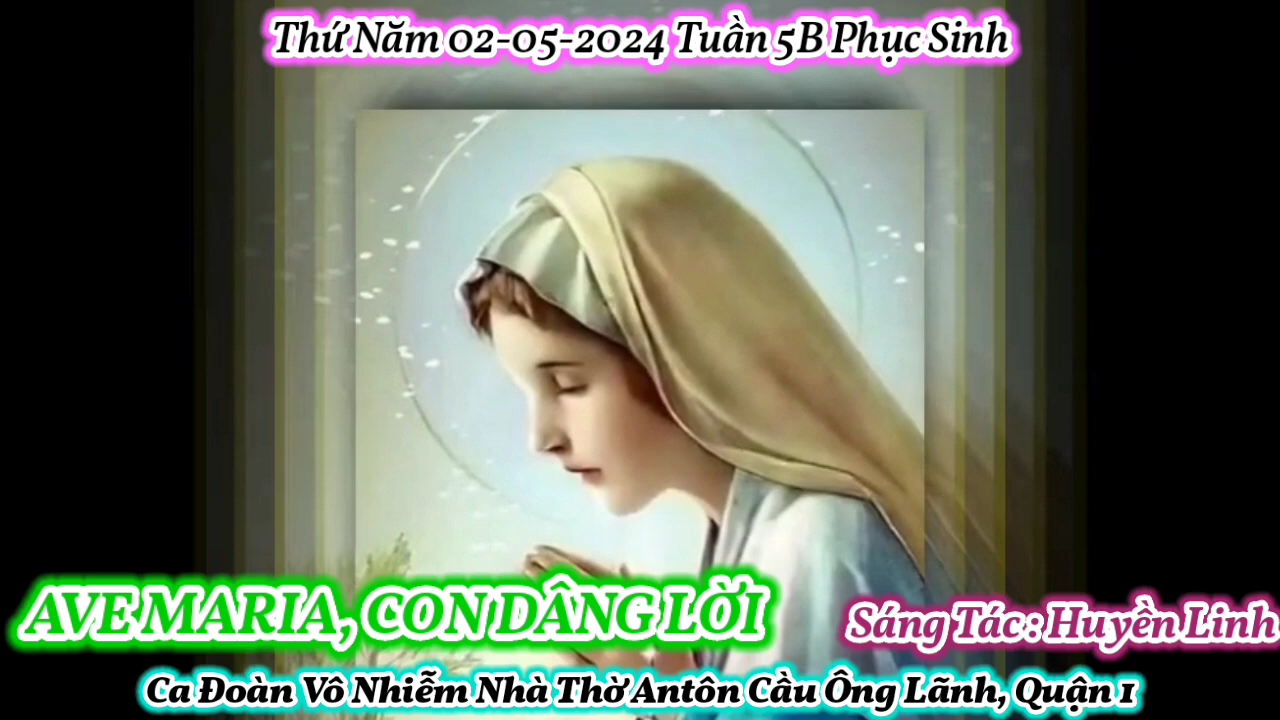 Thứ Năm 02-05-2024 Tuần 5B Phục Sinh
AVE MARIA, CON DÂNG LỜI
Sáng Tác : Huyền Linh
Ca Đoàn Vô Nhiễm Nhà Thờ Antôn Cầu Ông Lãnh, Quận 1